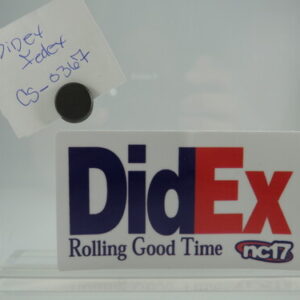 DiDEx
Fedex
CS-0367
DidEx
Rolling Good Time
nc17